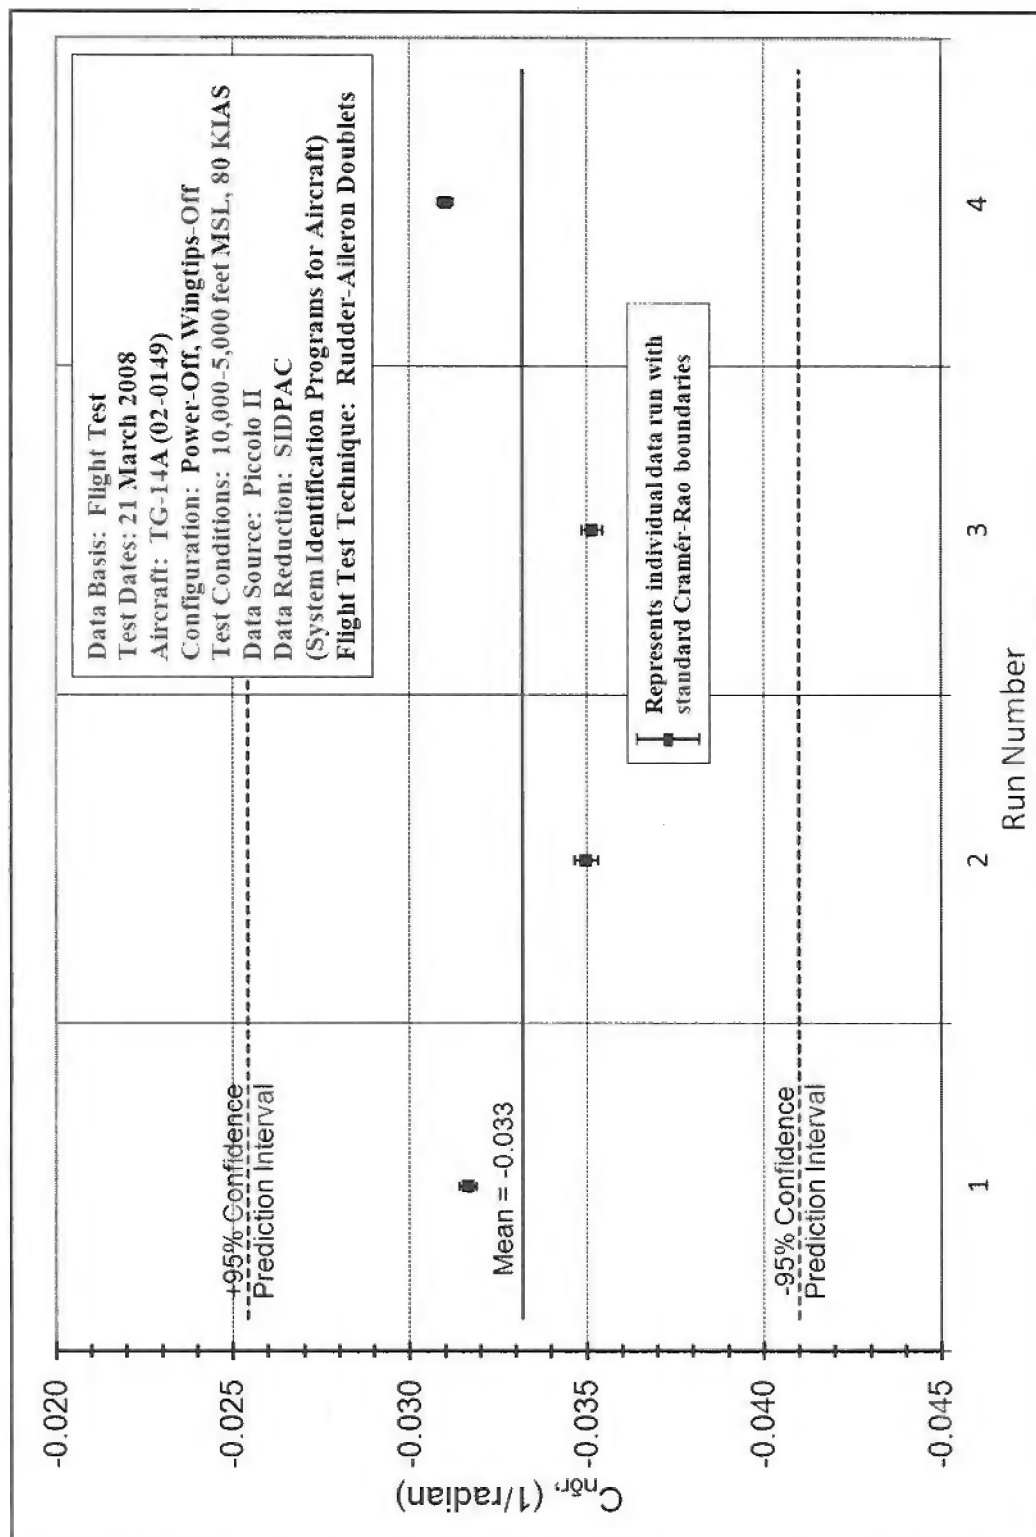 Data Basis: Flight Test
Test Dates: 21 March 2008
Aircraft: TG-14A (02-0149)
Configuration: Power-Off, Wingtips-Off
Test Conditions: 10,000-5,000 feet MSL, 80 KIAS
Data Source: Piccolo II
Data Reduction: SIDPAC
(System Identification Programs for Aircraft)
Flight Test Technique: Rudder-Aileron Doublets
+95% Confidence
Prediction Interval
Mean = -0.033
Represents individual data run with
standard Cramér-Rao boundaries
-95% Confidence
Prediction Interval
-0.020
-0.025
-0.030
-0.035
-0.040
-0.045
Cnδr, (1/radian)
1
2
3
4
Run Number